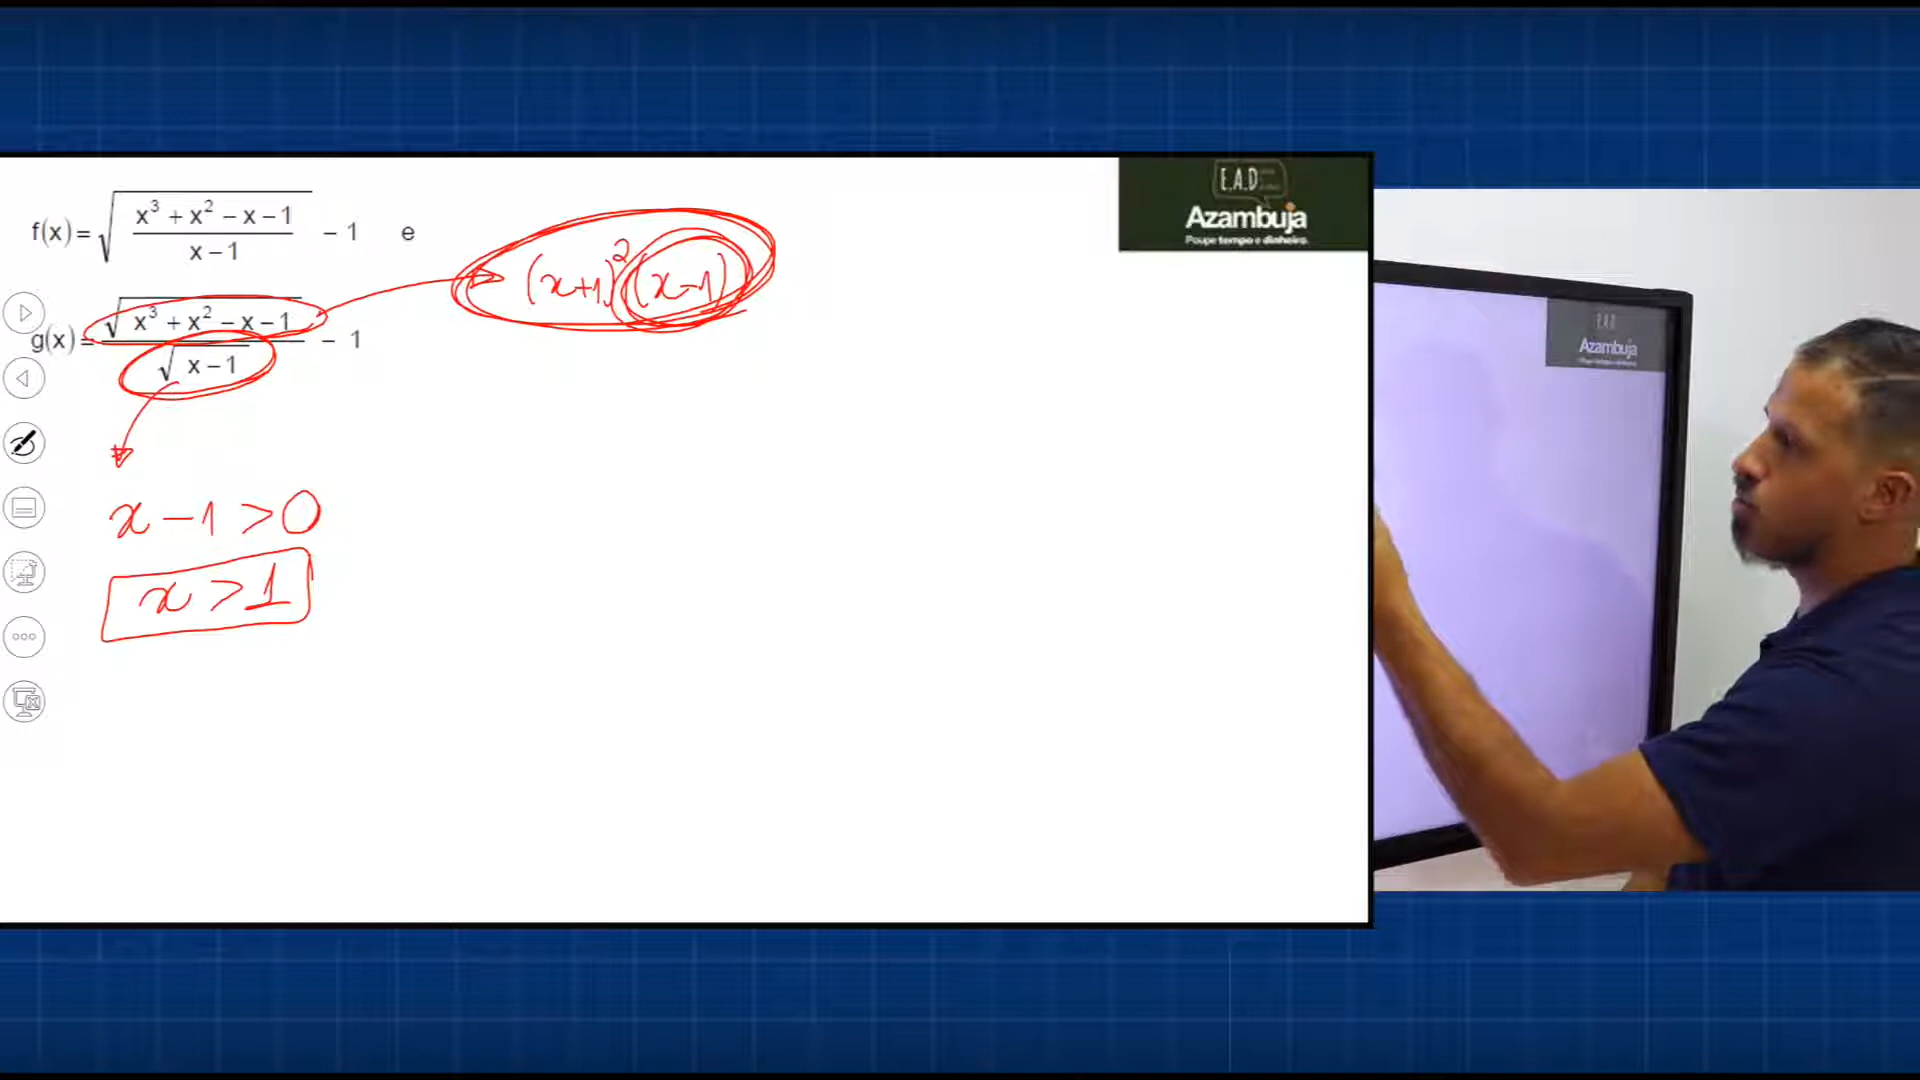 E.A.D
Azambuja
Poupe tempo e dinheiro.
f(x) = √(x³ + x² − x − 1 / x − 1) − 1 e
(x+1)² (x−1)
g(x) = √(x³ + x² − x − 1) / √(x − 1) − 1
x − 1 > 0
x > 1
E.A.D
Azambuja